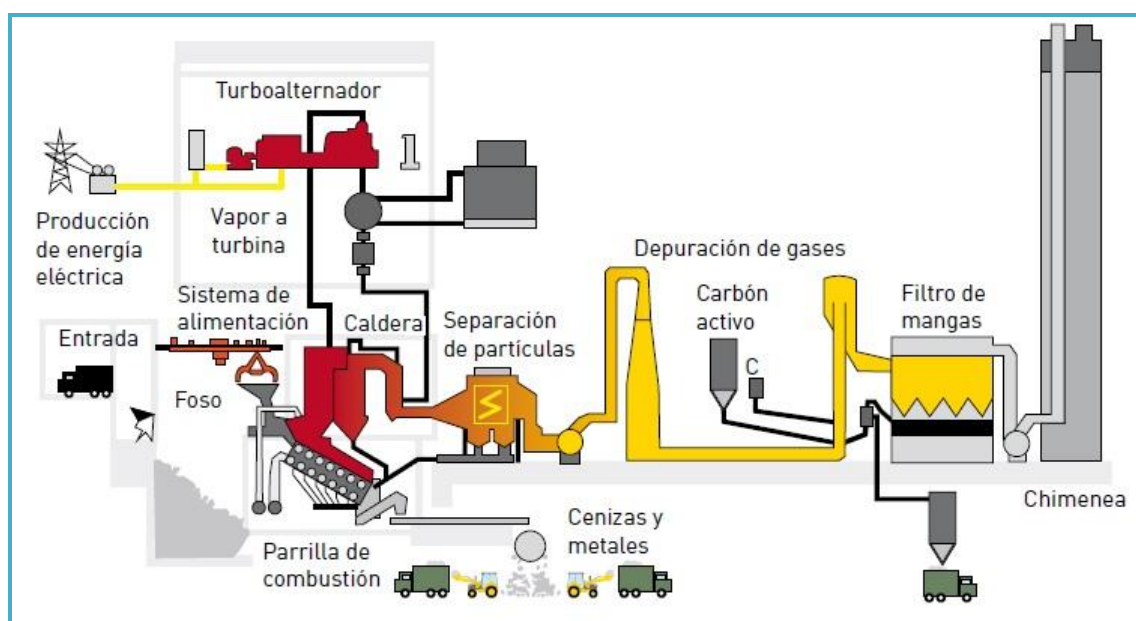 Turboalternador
Producción
de energía
eléctrica
Vapor a
turbina
Depuración de gases
Sistema de
alimentación
Caldera
Separación
de partículas
Carbón
activo
Filtro de
mangas
Entrada
C
Foso
Chimenea
Parrilla de
combustión
Cenizas y
metales